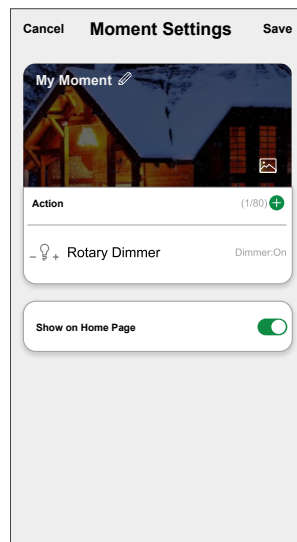 Cancel Moment Settings Save
My Moment
Action (1/80)
Rotary Dimmer Dimmer:On
Show on Home Page